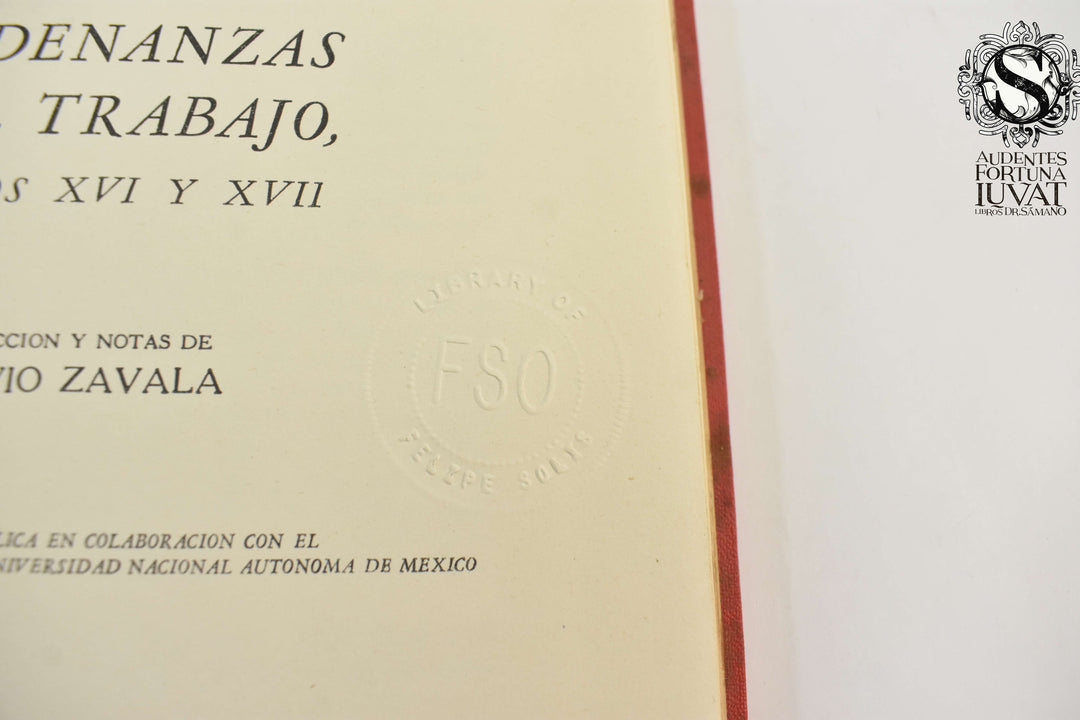 DENANZAS
TRABAJO,
OS XVI Y XVII
CCION Y NOTAS DE
VIO ZAVALA
LIBRARY OF
FSO
FELIPE SOLIS
LICA EN COLABORACION CON EL
NIVERSIDAD NACIONAL AUTONOMA DE MEXICO
S
AUDENTES
FORTUNA
IUVAT
LIBROS DR. SÁMANO